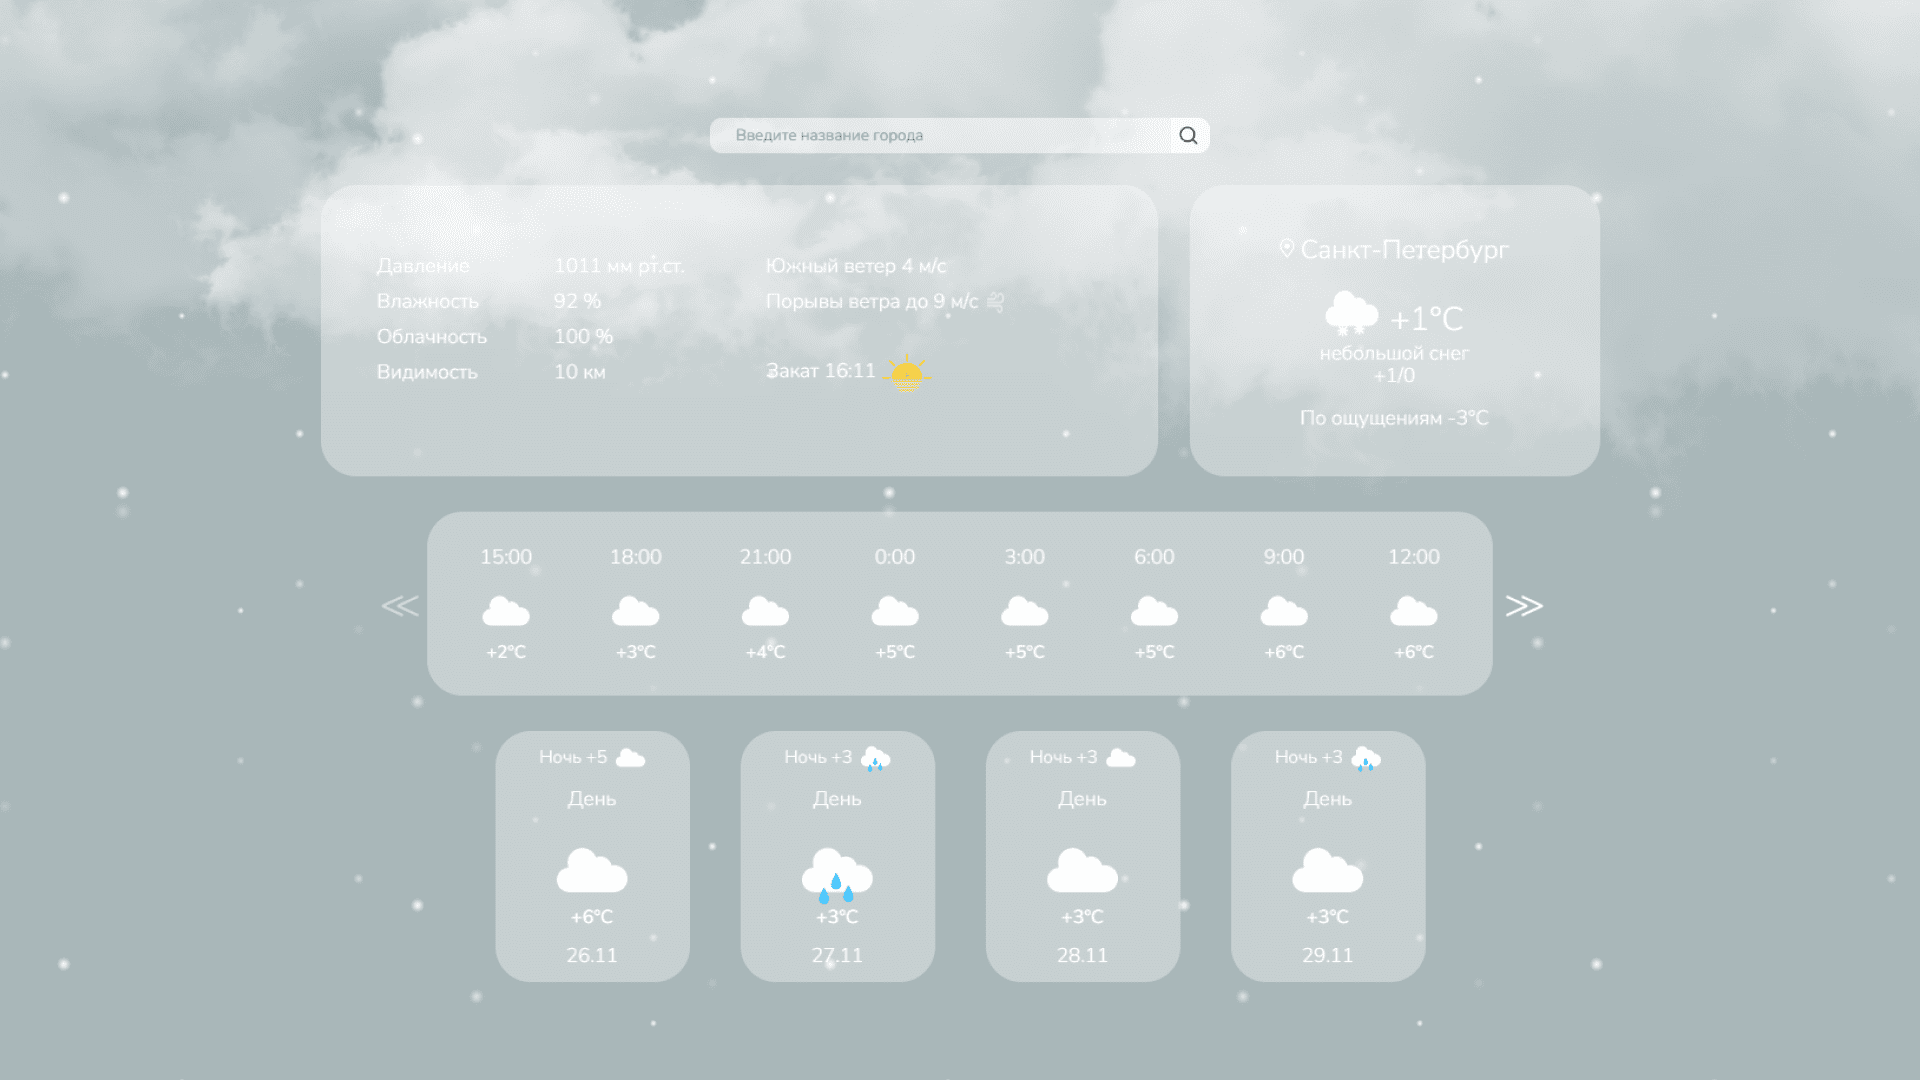 Введите название города
Давление 1011 мм рт.ст.
Влажность 92 %
Облачность 100 %
Видимость 10 км
Южный ветер 4 м/с
Порывы ветра до 9 м/с
Закат 16:11
Санкт-Петербург
+1°C
небольшой снег
+1/0
По ощущениям -3°C
15:00 18:00 21:00 0:00 3:00 6:00 9:00 12:00
+2°C +3°C +4°C +5°C +5°C +5°C +6°C +6°C
Ночь +5
День
+6°C
26.11
Ночь +3
День
+3°C
27.11
Ночь +3
День
+3°C
28.11
Ночь +3
День
+3°C
29.11